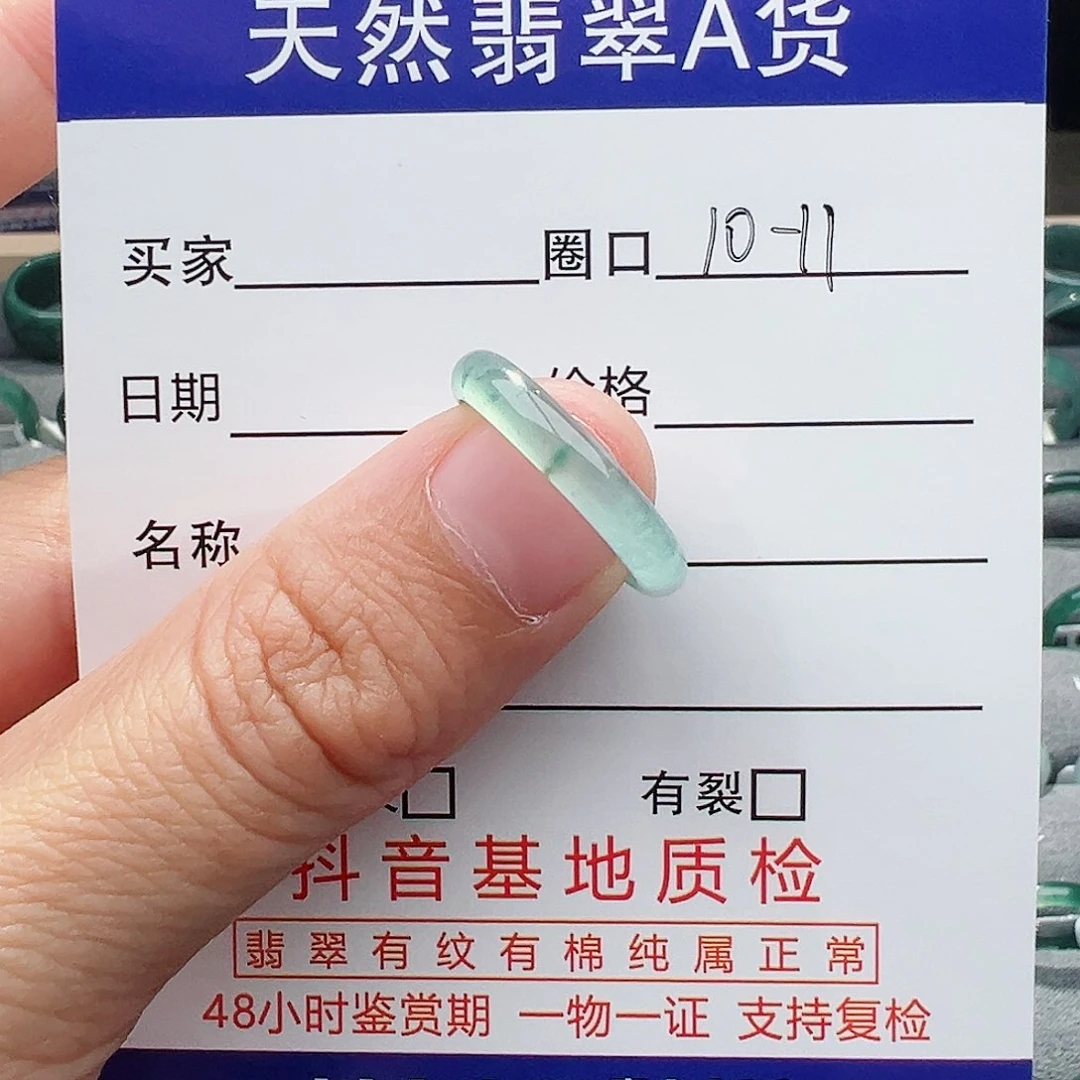 天然翡翠A货
买家 圈口 10-11
日期 价格
名称
有裂
抖音基地质检
翡翠有纹有棉纯属正常
48小时鉴赏期 一物一证 支持复检